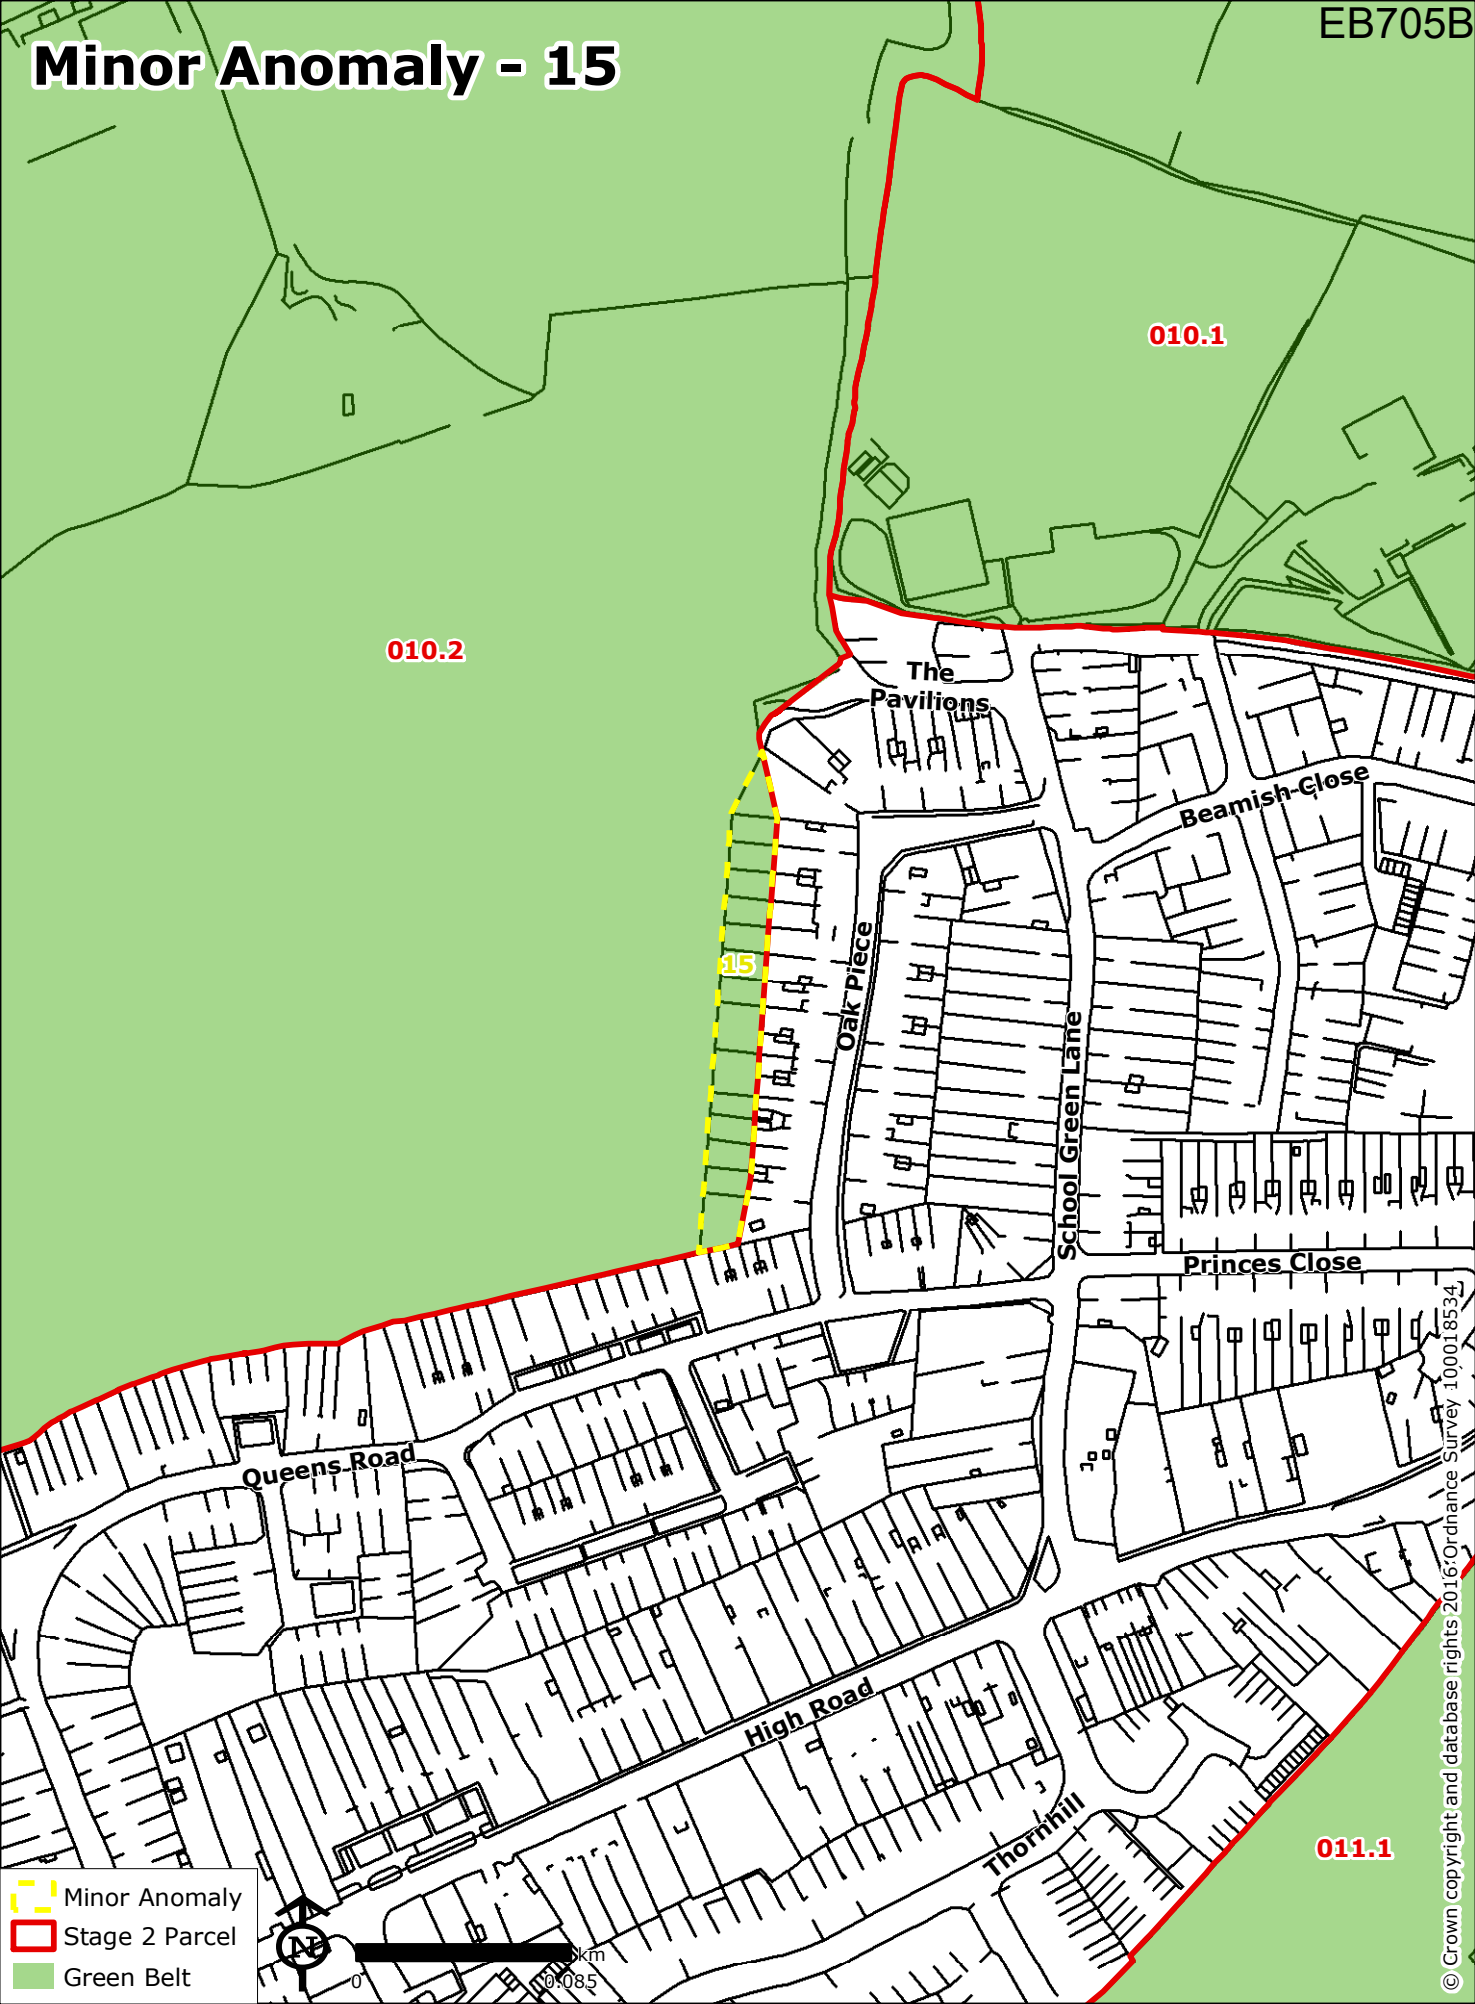 EB705B
Minor Anomaly - 15
010.1
010.2
The
Pavilions
Beamish Close
15
Oak Piece
School Green Lane
Princes Close
Queens Road
High Road
Thornhill
011.1
Minor Anomaly
Stage 2 Parcel
Green Belt
N
km
0
0.085
© Crown copyright and database rights 2016 Ordnance Survey 100018534